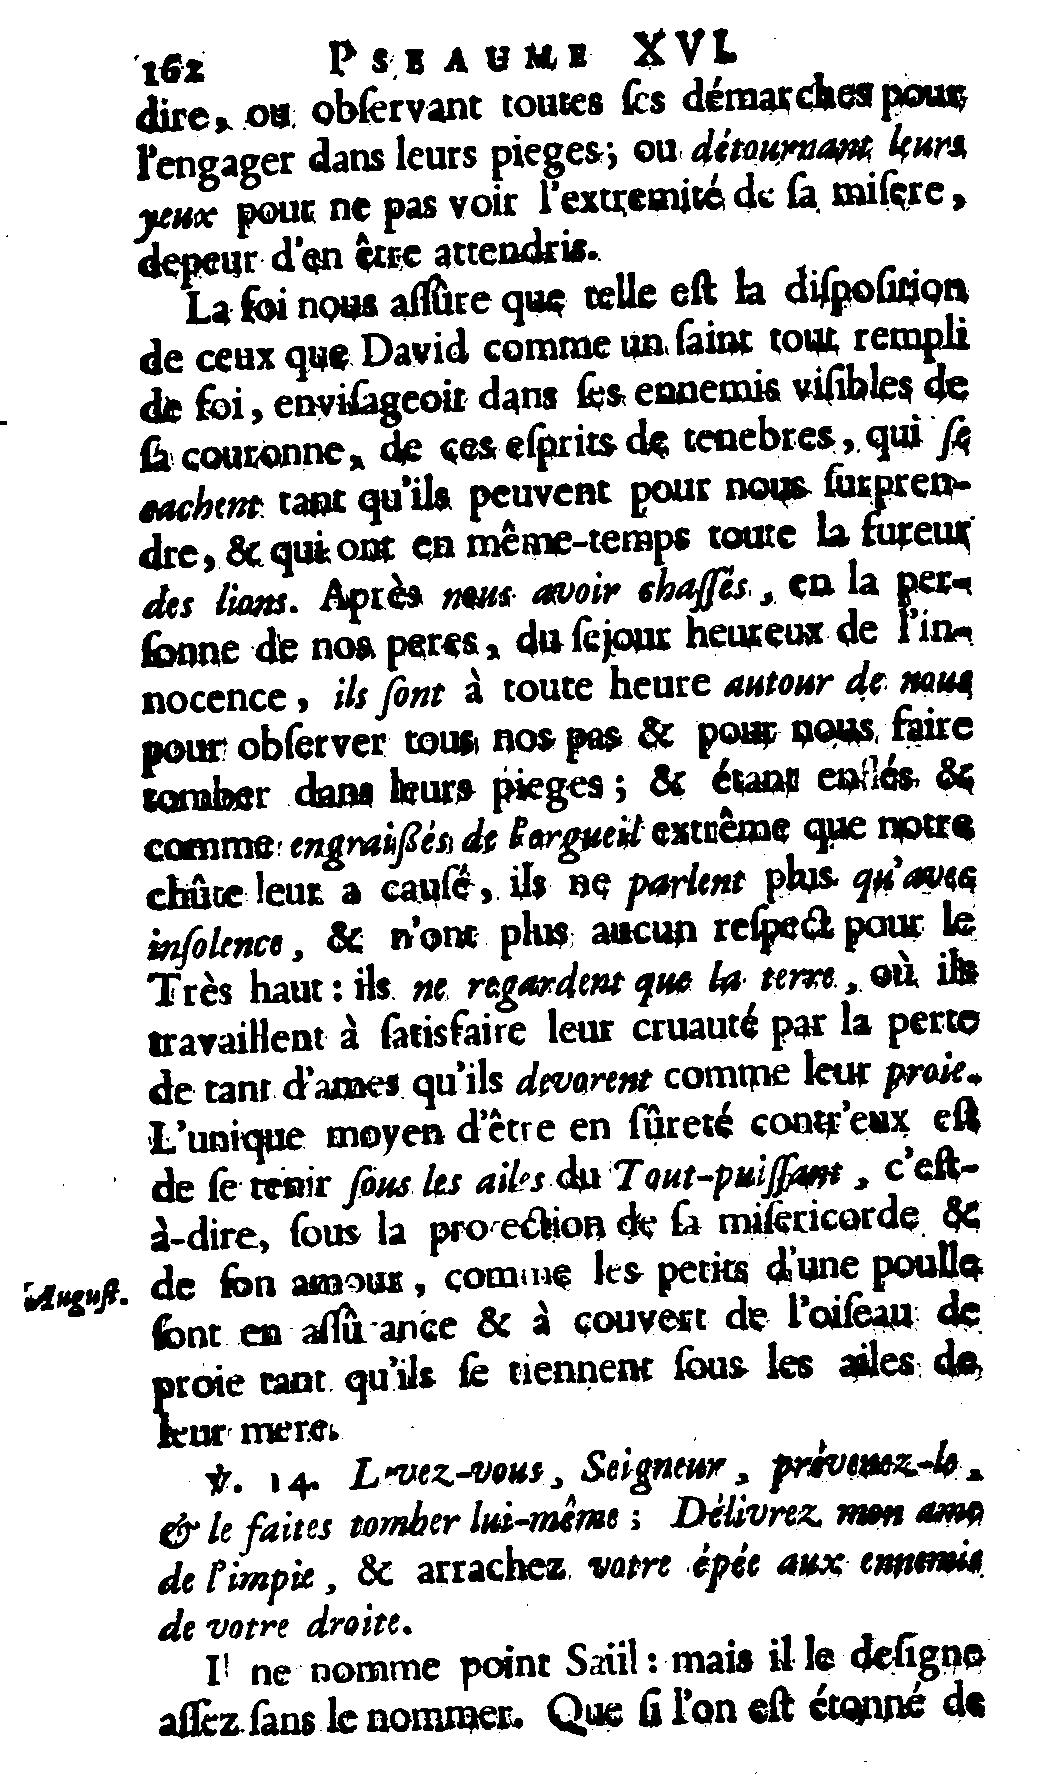 162 PSEAUME XVI.
dire, ou obſervant toutes ſes démarches pour
l'engager dans leurs pieges; ou détournant leurs
yeux pour ne pas voir l'extremité de ſa miſere,
depeur d'en être attendris.
La foi nous aſſûre que telle eſt la diſpoſition
de ceux que David comme un ſaint tout rempli
de foi, enviſageoit dans ſes ennemis viſibles de
ſa couronne, de ces eſprits de tenebres, qui ſe
cachent tant qu'ils peuvent pour nous ſurpren-
dre, & qui ont en même-temps toute la fureur
des lions. Après nous avoir chaſſés, en la per-
ſonne de nos peres, du ſejour heureux de l'in-
nocence, ils ſont à toute heure autour de nous
pour obſerver tous nos pas & pour nous faire
tomber dans leurs pieges; & étant enflés &
comme engraiſſés de l'orgueil extrême que notre
chûte leur a cauſé, ils ne parlent plus qu'avec
inſolence, & n'ont plus aucun reſpect pour le
Très haut: ils ne regardent que la terre, où ils
travaillent à ſatisfaire leur cruauté par la perte
de tant d'ames qu'ils devorent comme leur proie.
L'unique moyen d'être en ſûreté contr'eux eſt
de ſe tenir ſous les ailes du Tout-puiſſant, c'eſt-
à-dire, ſous la protection de ſa miſericorde &
Auguſt. de ſon amour, comme les petits d'une poulle
ſont en aſſûrance & à couvert de l'oiſeau de
proie tant qu'ils ſe tiennent ſous les ailes de
leur mere.
℣. 14. Levez-vous, Seigneur, prévenez-le,
& le faites tomber lui-même; Délivrez mon ame
de l'impie, & arrachez votre épée aux ennemis
de votre droite.
Il ne nomme point Saül: mais il le deſigne
aſſez ſans le nommer. Que ſi l'on eſt étonné de